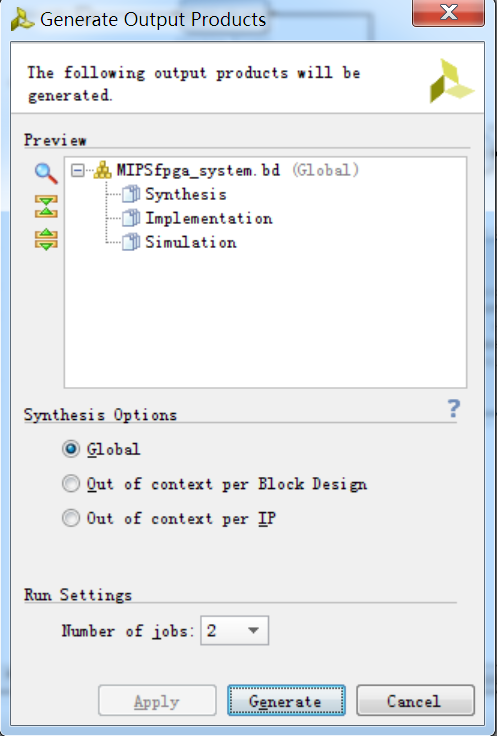 Generate Output Products
The following output products will be
generated.
Preview
MIPSfpga_system.bd (Global)
Synthesis
Implementation
Simulation
Synthesis Options
?
Global
Out of context per Block Design
Out of context per IP
Run Settings
Number of jobs: 2
Apply Generate Cancel